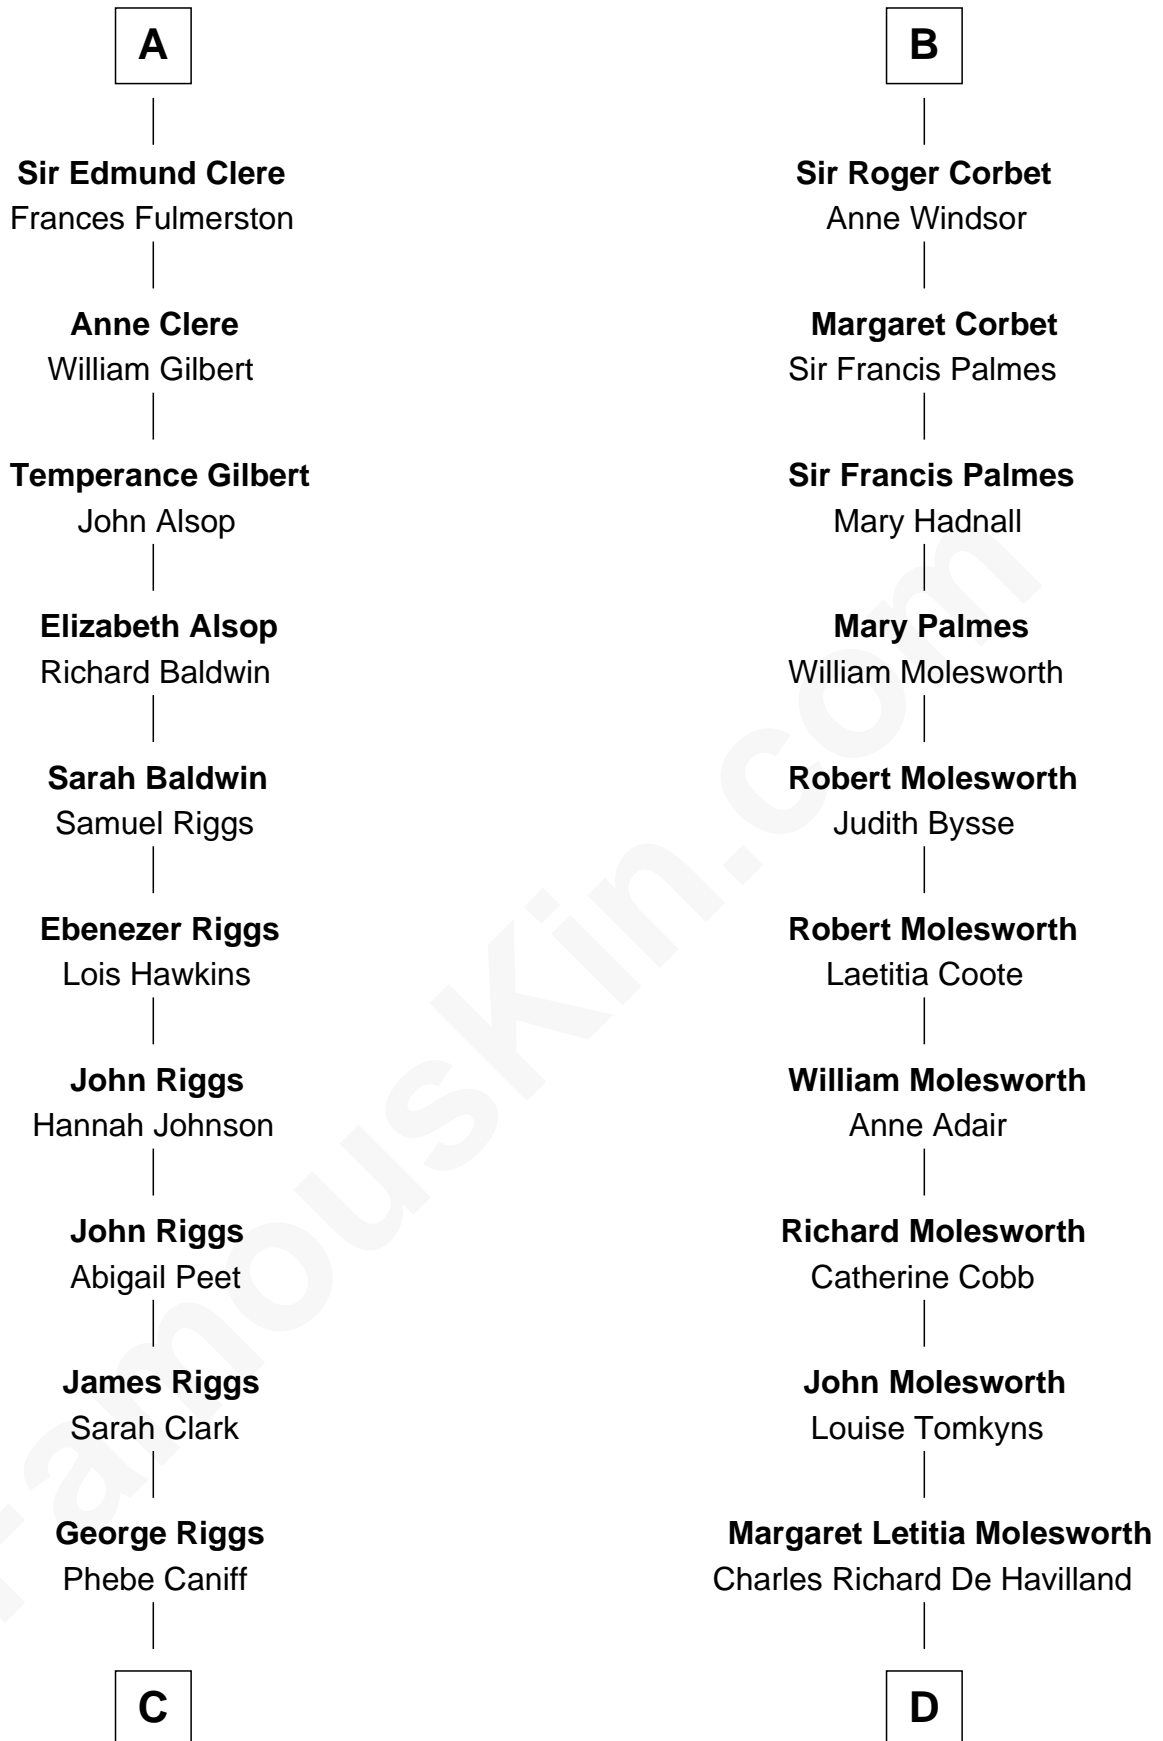 A
Sir Edmund Clere
Frances Fulmerston
Anne Clere
William Gilbert
Temperance Gilbert
John Alsop
Elizabeth Alsop
Richard Baldwin
Sarah Baldwin
Samuel Riggs
Ebenezer Riggs
Lois Hawkins
John Riggs
Hannah Johnson
John Riggs
Abigail Peet
James Riggs
Sarah Clark
George Riggs
Phebe Caniff
C
B
Sir Roger Corbet
Anne Windsor
Margaret Corbet
Sir Francis Palmes
Sir Francis Palmes
Mary Hadnall
Mary Palmes
William Molesworth
Robert Molesworth
Judith Bysse
Robert Molesworth
Laetitia Coote
William Molesworth
Anne Adair
Richard Molesworth
Catherine Cobb
John Molesworth
Louise Tomkyns
Margaret Letitia Molesworth
Charles Richard De Havilland
D
FamousKin.com